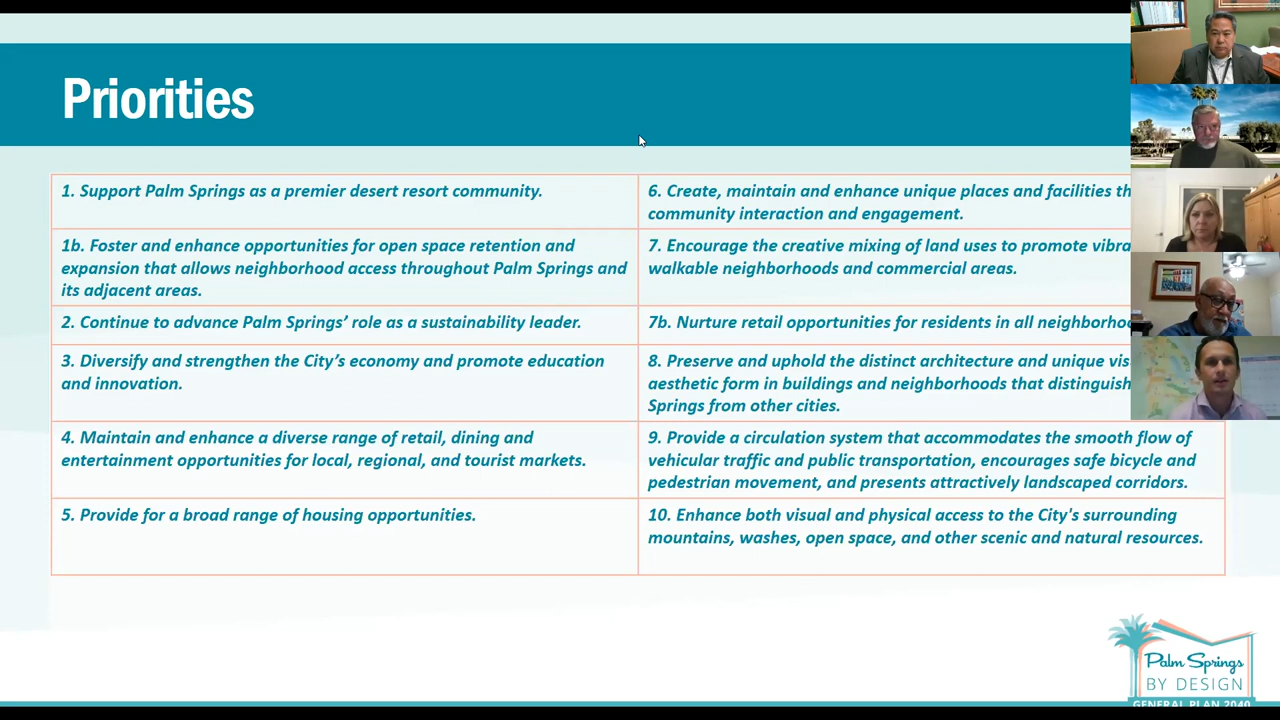 Priorities
1. Support Palm Springs as a premier desert resort community.
1b. Foster and enhance opportunities for open space retention and
expansion that allows neighborhood access throughout Palm Springs and
its adjacent areas.
2. Continue to advance Palm Springs' role as a sustainability leader.
3. Diversify and strengthen the City's economy and promote education
and innovation.
4. Maintain and enhance a diverse range of retail, dining and
entertainment opportunities for local, regional, and tourist markets.
5. Provide for a broad range of housing opportunities.
6. Create, maintain and enhance unique places and facilities th
community interaction and engagement.
7. Encourage the creative mixing of land uses to promote vibra
walkable neighborhoods and commercial areas.
7b. Nurture retail opportunities for residents in all neighborhoo
8. Preserve and uphold the distinct architecture and unique vis
aesthetic form in buildings and neighborhoods that distinguish
Springs from other cities.
9. Provide a circulation system that accommodates the smooth flow of
vehicular traffic and public transportation, encourages safe bicycle and
pedestrian movement, and presents attractively landscaped corridors.
10. Enhance both visual and physical access to the City's surrounding
mountains, washes, open space, and other scenic and natural resources.
Palm Springs
BY DESIGN
GENERAL PLAN 2040